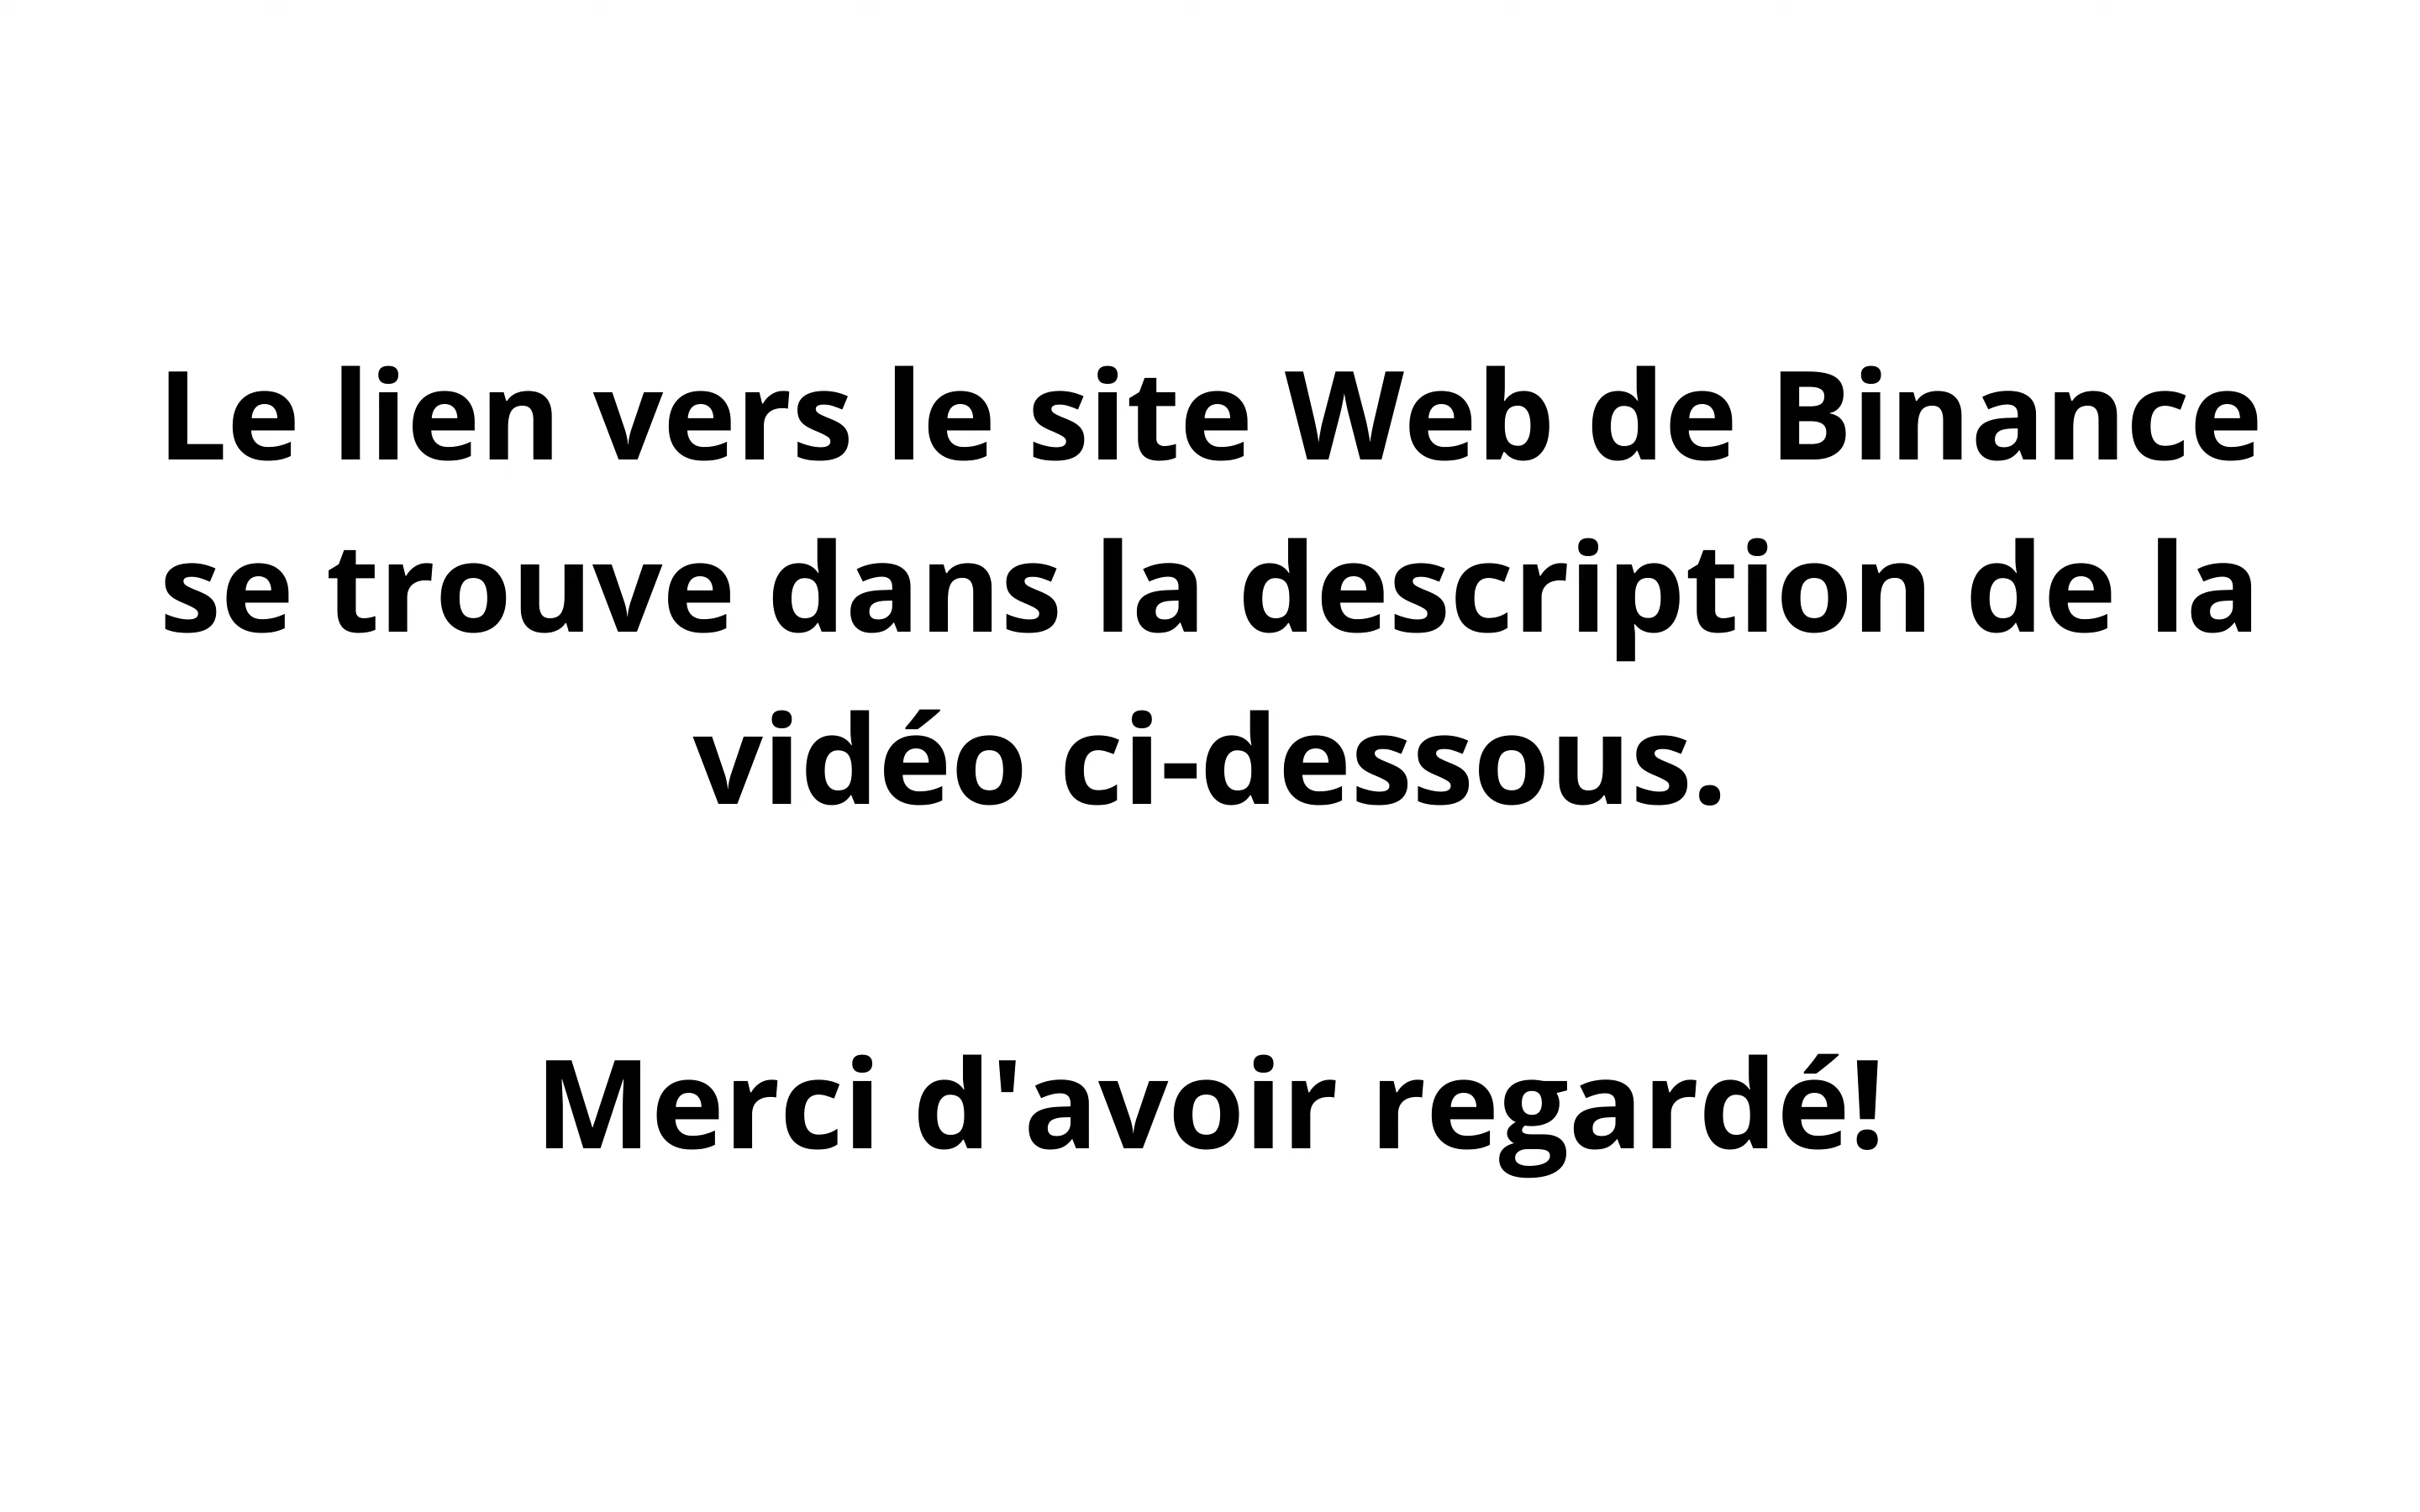 Le lien vers le site Web de Binance
se trouve dans la description de la
vidéo ci-dessous.
Merci d'avoir regardé!